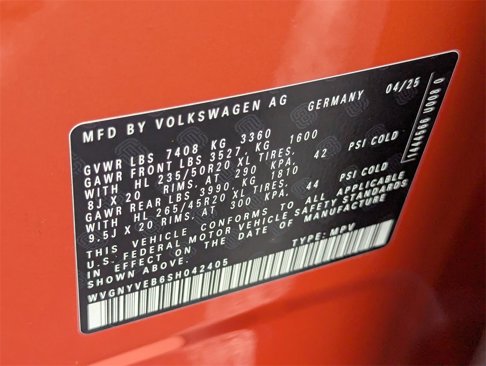 MFD BY VOLKSWAGEN AG GERMANY 04/25
GVWR LBS 7408 KG 3360
GAWR FRONT LBS 3527, KG 1600
WITH HL 235/50R20 XL TIRES.
8J X 20 RIMS. AT 290 KPA. 42 PSI COLD
GAWR REAR LBS 3990, KG 1810
WITH HL 265/45R20 XL TIRES.
9.5J X 20 RIMS. AT 300 KPA. 44 PSI COLD
THIS VEHICLE CONFORMS TO ALL APPLICABLE
U.S. FEDERAL MOTOR VEHICLE SAFETY STANDARDS
IN EFFECT ON THE DATE OF MANUFACTURE
SHOWN ABOVE.
WVGNYVEB6SH042405 TYPE: MPV